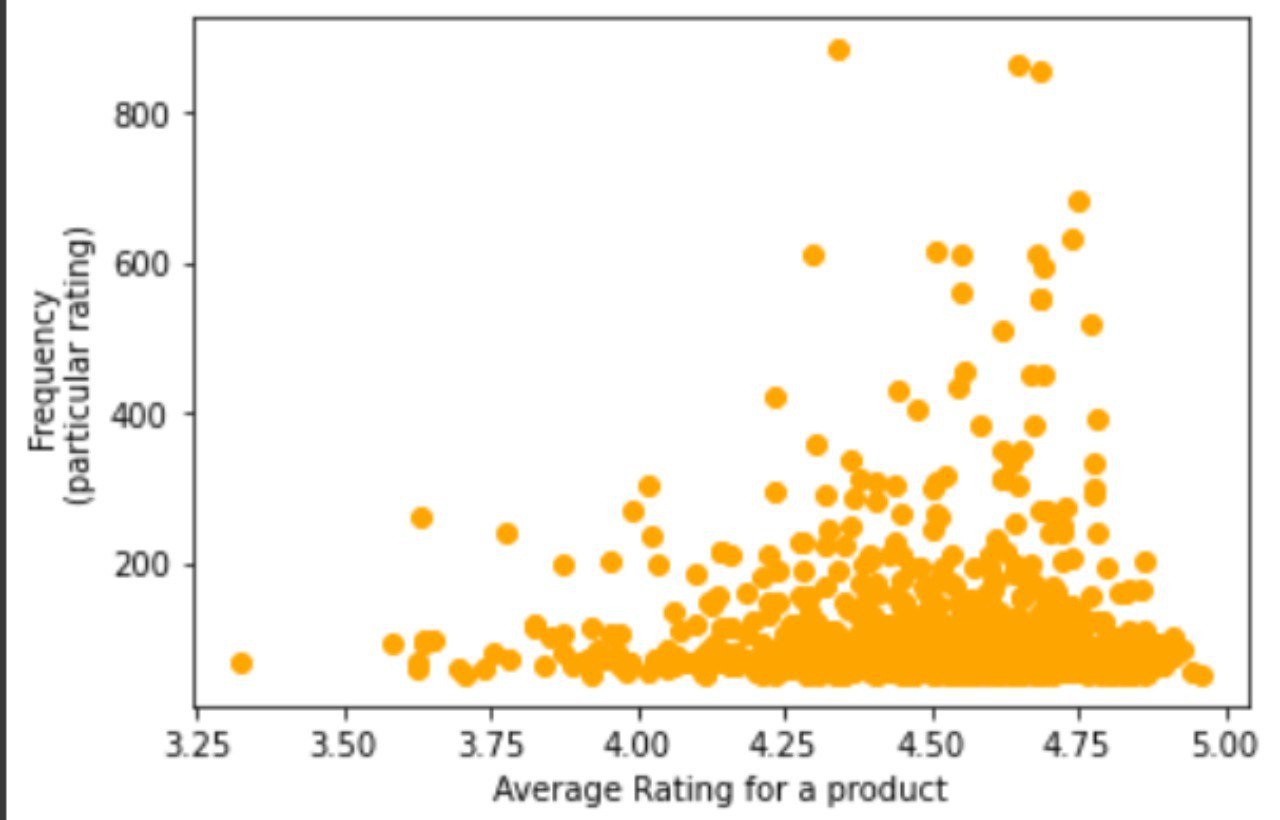 800
600
400
200
Frequency
(particular rating)
3.25 3.50 3.75 4.00 4.25 4.50 4.75 5.00
Average Rating for a product